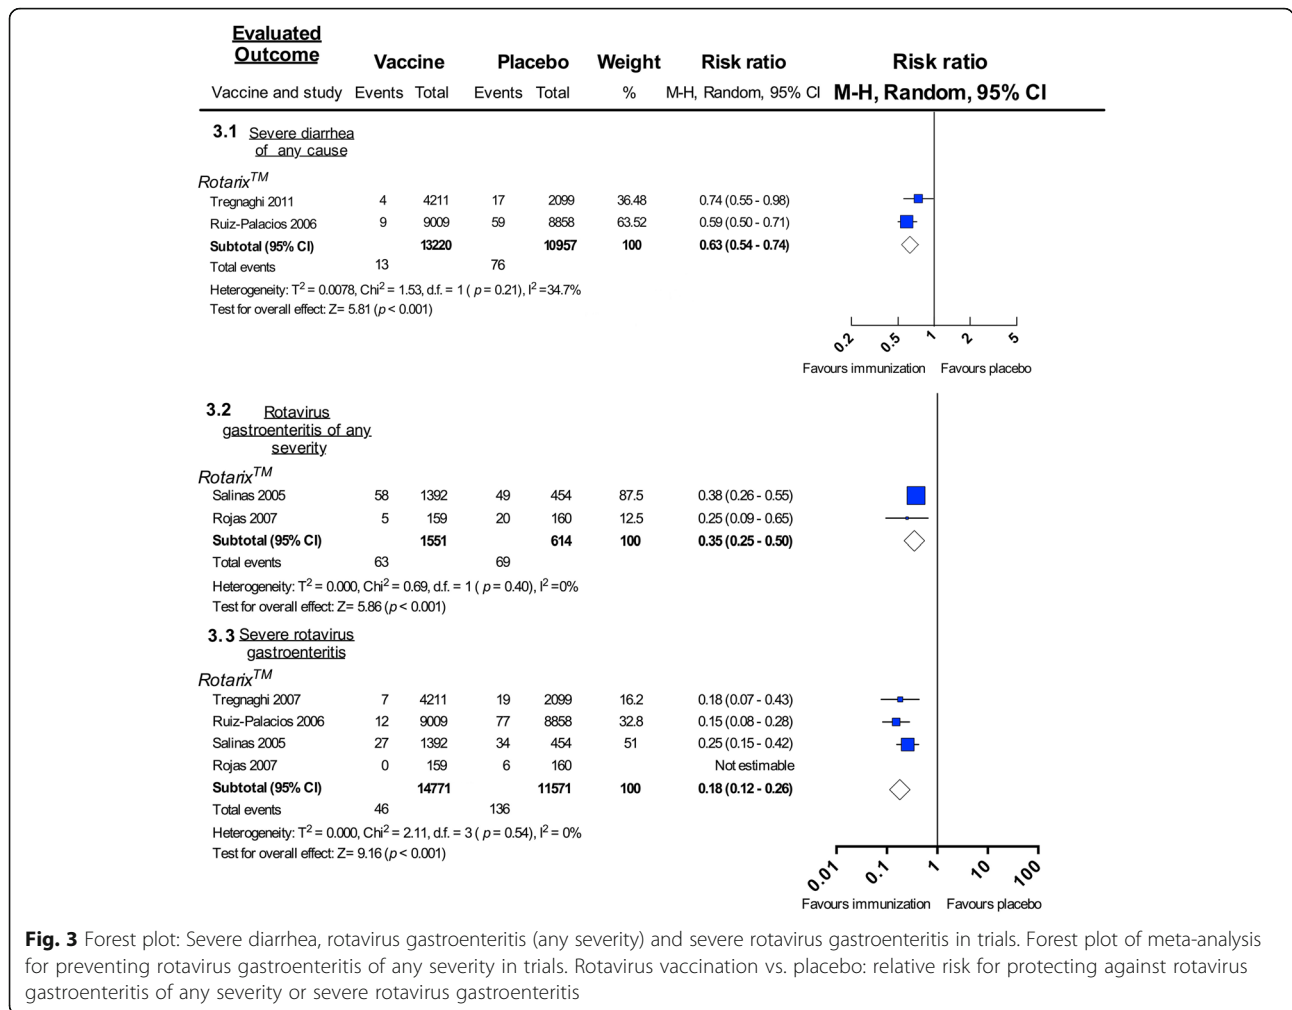 Evaluated
Outcome
Vaccine Placebo Weight Risk ratio Risk ratio
Vaccine and study Events Total Events Total % M-H, Random, 95% CI M-H, Random, 95% CI
3.1 Severe diarrhea
of any cause
Rotarix™
Tregnaghi 2011 4 4211 17 2099 36.48 0.74 (0.55 - 0.98)
Ruiz-Palacios 2006 9 9009 59 8858 63.52 0.59 (0.50 - 0.71)
Subtotal (95% CI) 13220 10957 100 0.63 (0.54 - 0.74)
Total events 13 76
Heterogeneity: T² = 0.0078, Chi² = 1.53, d.f. = 1 ( p = 0.21), I² =34.7%
Test for overall effect: Z= 5.81 (p < 0.001)
0.2 0.5 1 2 5
Favours immunization Favours placebo
3.2 Rotavirus
gastroenteritis of any
severity
Rotarix™
Salinas 2005 58 1392 49 454 87.5 0.38 (0.26 - 0.55)
Rojas 2007 5 159 20 160 12.5 0.25 (0.09 - 0.65)
Subtotal (95% CI) 1551 614 100 0.35 (0.25 - 0.50)
Total events 63 69
Heterogeneity: T² = 0.000, Chi² = 0.69, d.f. = 1 ( p = 0.40), I² =0%
Test for overall effect: Z= 5.86 (p < 0.001)
3.3 Severe rotavirus
gastroenteritis
Rotarix™
Tregnaghi 2007 7 4211 19 2099 16.2 0.18 (0.07 - 0.43)
Ruiz-Palacios 2006 12 9009 77 8858 32.8 0.15 (0.08 - 0.28)
Salinas 2005 27 1392 34 454 51 0.25 (0.15 - 0.42)
Rojas 2007 0 159 6 160 Not estimable
Subtotal (95% CI) 14771 11571 100 0.18 (0.12 - 0.26)
Total events 46 136
Heterogeneity: T² = 0.000, Chi² = 2.11, d.f. = 3 ( p = 0.54), I² = 0%
Test for overall effect: Z= 9.16 (p < 0.001)
0.01 0.1 1 10 100
Favours immunization Favours placebo
Fig. 3 Forest plot: Severe diarrhea, rotavirus gastroenteritis (any severity) and severe rotavirus gastroenteritis in trials. Forest plot of meta-analysis
for preventing rotavirus gastroenteritis of any severity in trials. Rotavirus vaccination vs. placebo: relative risk for protecting against rotavirus
gastroenteritis of any severity or severe rotavirus gastroenteritis